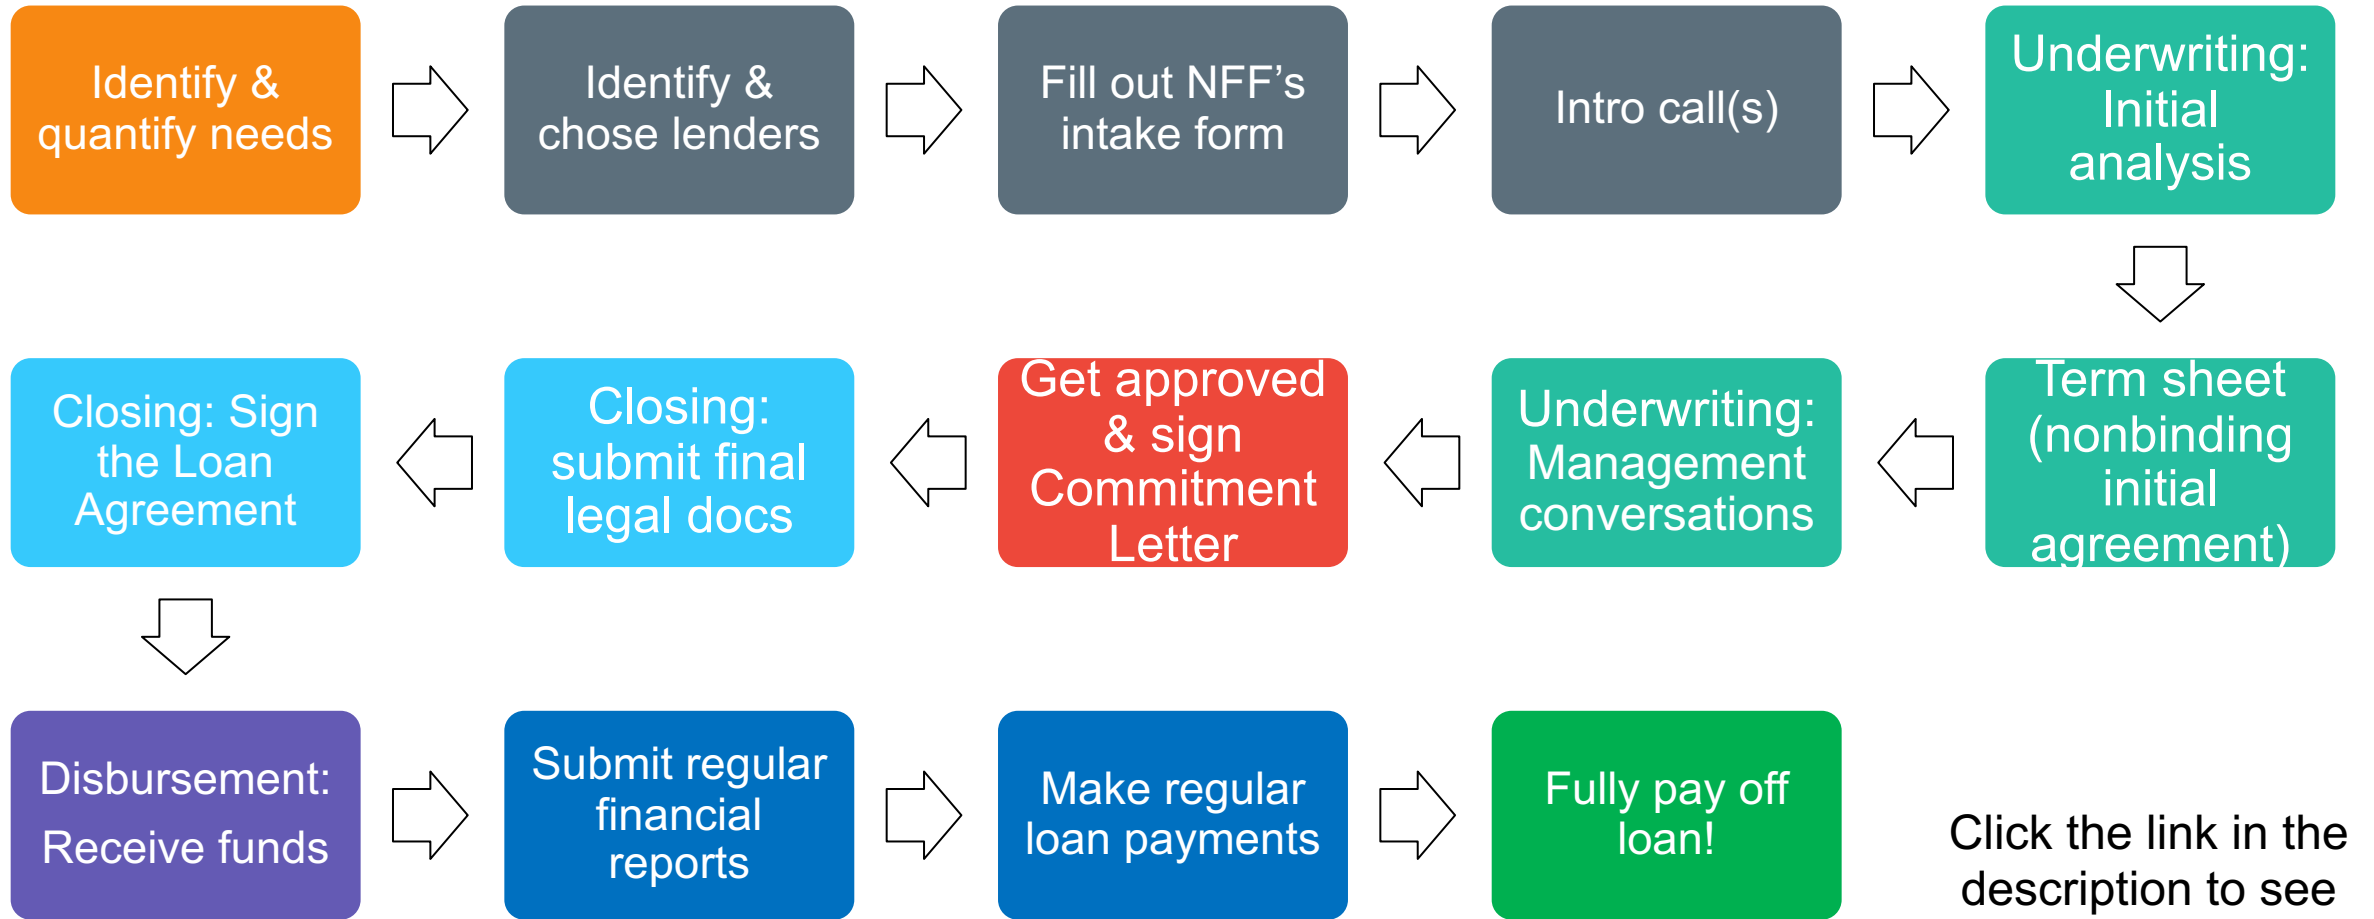 Identify &
quantify needs
Identify &
chose lenders
Fill out NFF’s
intake form
Intro call(s)
Underwriting:
Initial
analysis
Term sheet
(nonbinding
initial
agreement)
Underwriting:
Management
conversations
Get approved
& sign
Commitment
Letter
Closing:
submit final
legal docs
Closing: Sign
the Loan
Agreement
Disbursement:
Receive funds
Submit regular
financial
reports
Make regular
loan payments
Fully pay off
loan!
Click the link in the
description to see